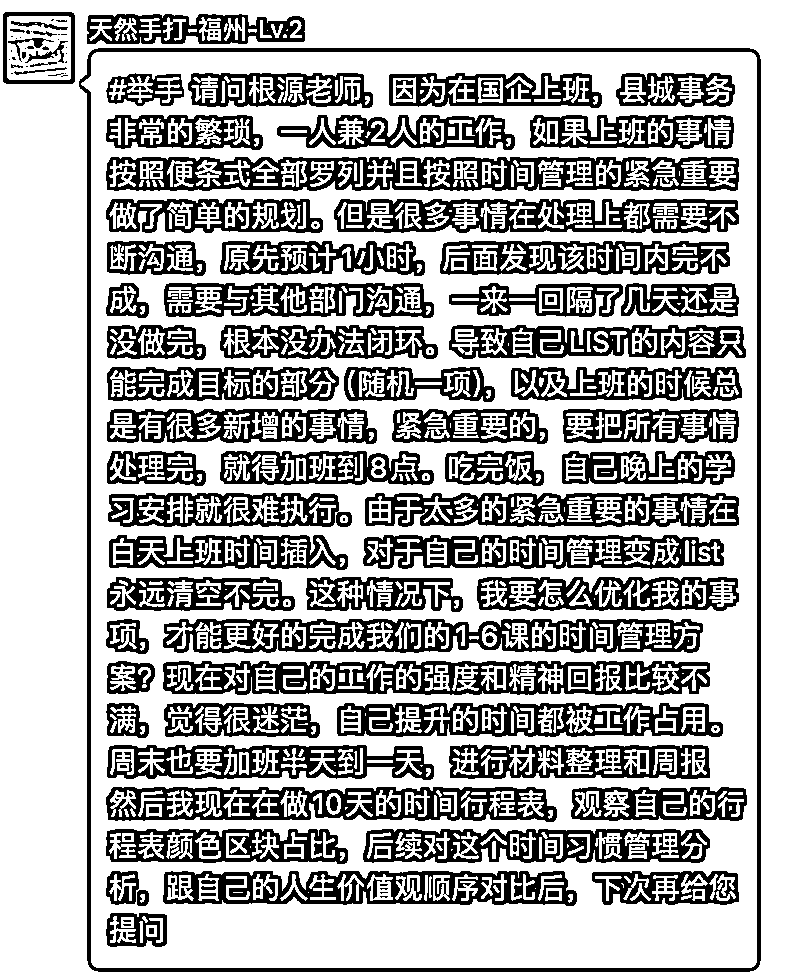 天然手打-福州-Lv.2
#举手 请问根源老师，因为在国企上班，县城事务
非常的繁琐，一人兼2人的工作，如果上班的事情
按照便条式全部罗列并且按照时间管理的紧急重要
做了简单的规划。但是很多事情在处理上都需要不
断沟通，原先预计1小时，后面发现该时间内完不
成，需要与其他部门沟通，一来一回隔了几天还是
没做完，根本没办法闭环。导致自己LIST的内容只
能完成目标的部分（随机一项），以及上班的时候总
是有很多新增的事情，紧急重要的，要把所有事情
处理完，就得加班到8点。吃完饭，自己晚上的学
习安排就很难执行。由于太多的紧急重要的事情在
白天上班时间插入，对于自己的时间管理变成list
永远清空不完。这种情况下，我要怎么优化我的事
项，才能更好的完成我们的1-6课的时间管理方
案？现在对自己的工作的强度和精神回报比较不
满，觉得很迷茫，自己提升的时间都被工作占用。
周末也要加班半天到一天，进行材料整理和周报
然后我现在在做10天的时间行程表，观察自己的行
程表颜色区块占比，后续对这个时间习惯管理分
析，跟自己的人生价值观顺序对比后，下次再给您
提问